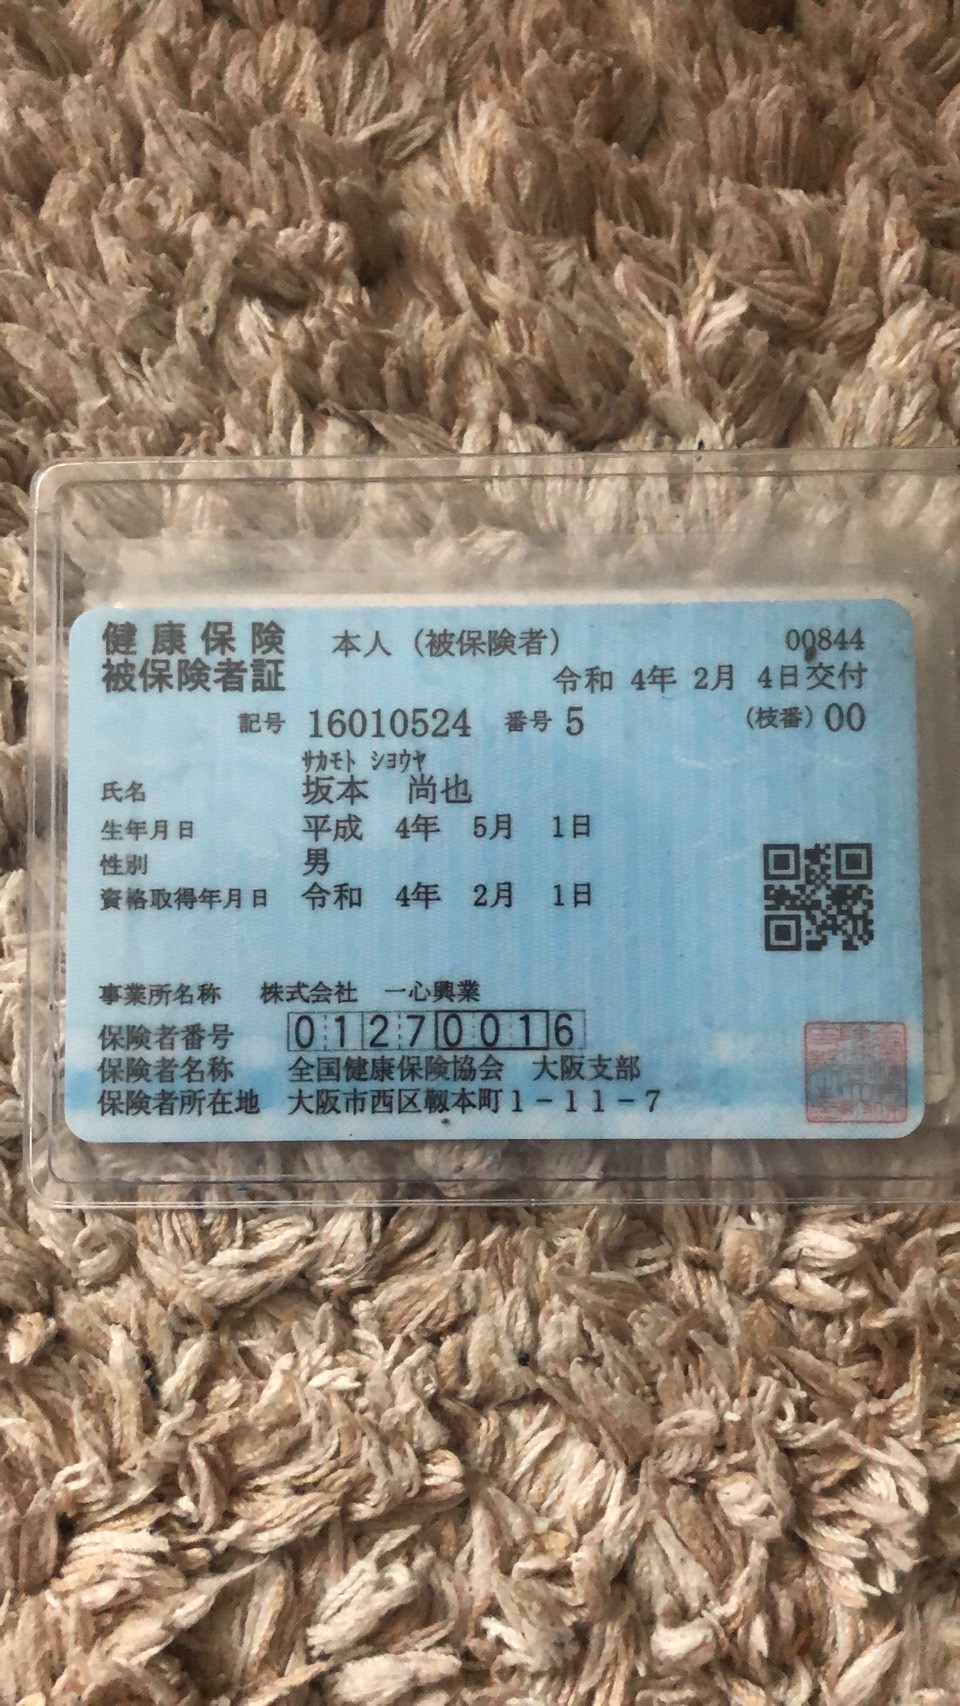 健康保険 本人(被保険者) 00844
被保険者証 令和 4年 2月 4日交付
記号 16010524 番号 5 (枝番) 00
サカモト ショウヤ
氏名 坂本 尚也
生年月日 平成 4年 5月 1日
性別 男
資格取得年月日 令和 4年 2月 1日
事業所名称 株式会社 一心興業
保険者番号 01270016
保険者名称 全国健康保険協会 大阪支部
保険者所在地 大阪市西区靱本町1-11-7